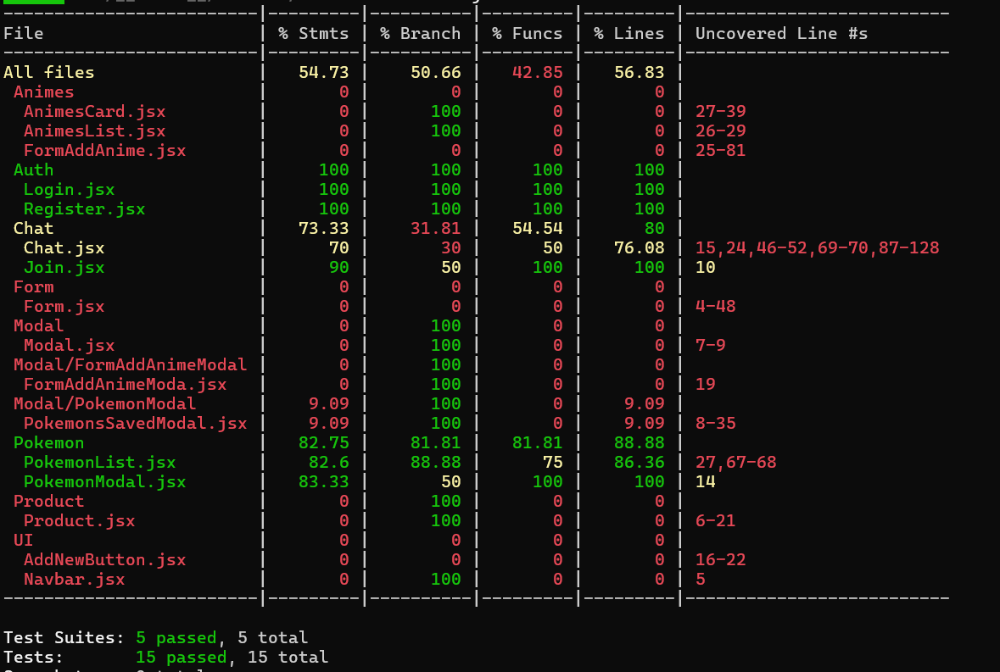 ------------------------|---------|----------|---------|---------|--------------------------
File | % Stmts | % Branch | % Funcs | % Lines | Uncovered Line #s
------------------------|---------|----------|---------|---------|--------------------------
All files | 54.73 | 50.66 | 42.85 | 56.83 |
Animes | 0 | 0 | 0 | 0 |
AnimesCard.jsx | 0 | 100 | 0 | 0 | 27-39
AnimesList.jsx | 0 | 100 | 0 | 0 | 26-29
FormAddAnime.jsx | 0 | 0 | 0 | 0 | 25-81
Auth | 100 | 100 | 100 | 100 |
Login.jsx | 100 | 100 | 100 | 100 |
Register.jsx | 100 | 100 | 100 | 100 |
Chat | 73.33 | 31.81 | 54.54 | 80 |
Chat.jsx | 70 | 30 | 50 | 76.08 | 15,24,46-52,69-70,87-128
Join.jsx | 90 | 50 | 100 | 100 | 10
Form | 0 | 0 | 0 | 0 |
Form.jsx | 0 | 0 | 0 | 0 | 4-48
Modal | 0 | 100 | 0 | 0 |
Modal.jsx | 0 | 100 | 0 | 0 | 7-9
Modal/FormAddAnimeModal | 0 | 100 | 0 | 0 |
FormAddAnimeModa.jsx | 0 | 100 | 0 | 0 | 19
Modal/PokemonModal | 9.09 | 100 | 0 | 9.09 |
PokemonsSavedModal.jsx | 9.09 | 100 | 0 | 9.09 | 8-35
Pokemon | 82.75 | 81.81 | 81.81 | 88.88 |
PokemonList.jsx | 82.6 | 88.88 | 75 | 86.36 | 27,67-68
PokemonModal.jsx | 83.33 | 50 | 100 | 100 | 14
Product | 0 | 100 | 0 | 0 |
Product.jsx | 0 | 100 | 0 | 0 | 6-21
UI | 0 | 0 | 0 | 0 |
AddNewButton.jsx | 0 | 0 | 0 | 0 | 16-22
Navbar.jsx | 0 | 100 | 0 | 0 | 5
------------------------|---------|----------|---------|---------|--------------------------
Test Suites: 5 passed, 5 total
Tests: 15 passed, 15 total